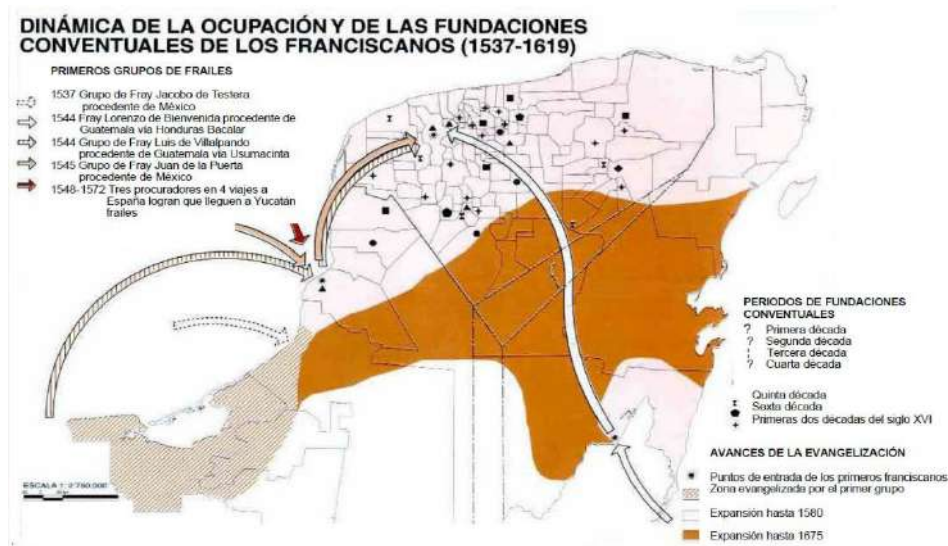 DINÁMICA DE LA OCUPACIÓN Y DE LAS FUNDACIONES
CONVENTUALES DE LOS FRANCISCANOS (1537-1619)
PRIMEROS GRUPOS DE FRAILES
1537 Grupo de Fray Jacobo de Testera
procedente de México
1544 Fray Lorenzo de Bienvenida procedente de
Guatemala vía Honduras Bacalar
1544 Grupo de Fray Luis de Villalpando
procedente de Guatemala vía Usumacinta
1545 Grupo de Fray Juan de la Puerta
procedente de México
1548-1572 Tres procuradores en 4 viajes a
España logran que lleguen a Yucatán
frailes
PERIODOS DE FUNDACIONES
CONVENTUALES
? Primera década
? Segunda década
Tercera década
? Cuarta década
Quinta década
Sexta década
Primeras dos décadas del siglo XVI
AVANCES DE LA EVANGELIZACIÓN
Puntos de entrada de los primeros franciscanos
Zona evangelizada por el primer grupo
Expansión hasta 1580
Expansión hasta 1675
ESCALA 1: 2'750.000